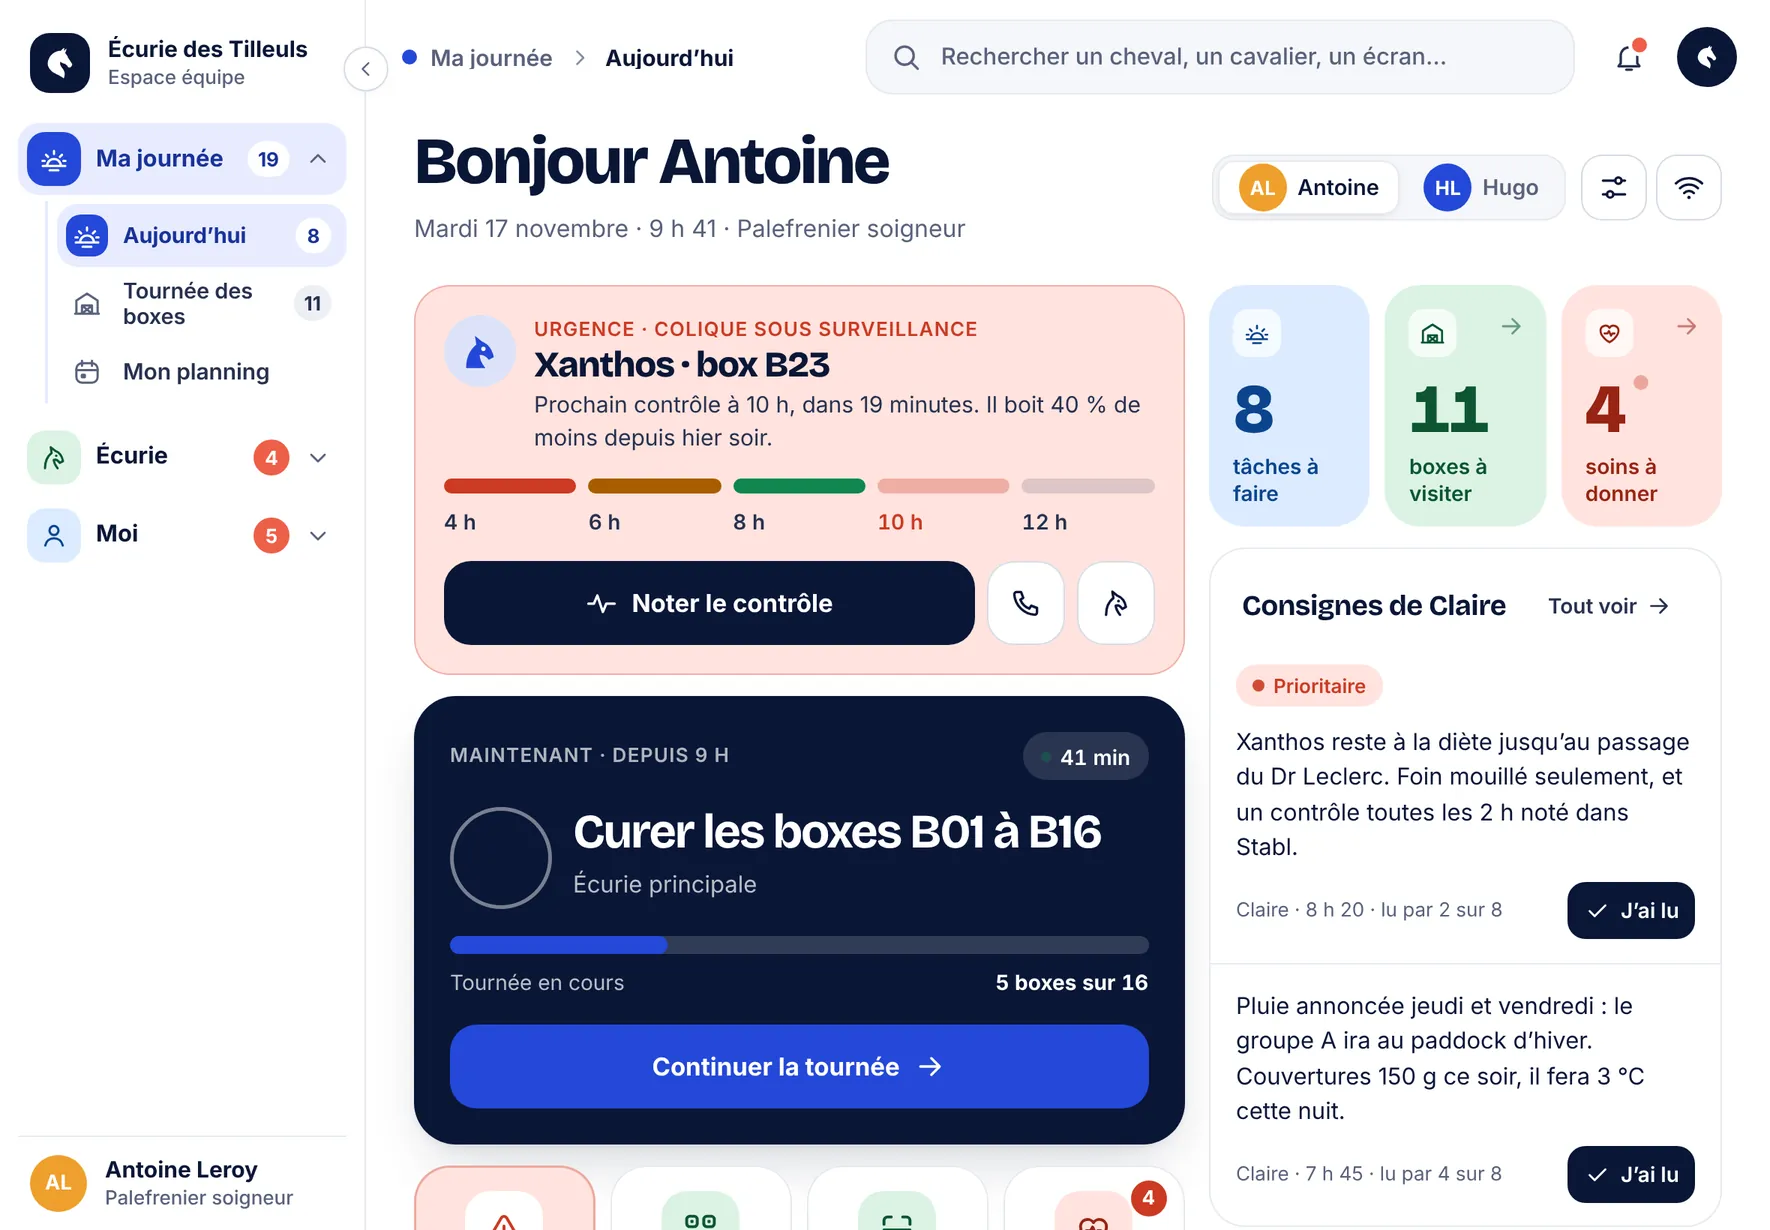 Écurie des Tilleuls
Espace équipe
Ma journée 19
Aujourd’hui 8
Tournée des
boxes
11
Mon planning
Écurie 4
Moi 5
AL
Antoine Leroy
Palefrenier soigneur
Ma journée > Aujourd’hui
Rechercher un cheval, un cavalier, un écran…
Bonjour Antoine
Mardi 17 novembre · 9 h 41 · Palefrenier soigneur
AL Antoine
HL Hugo
URGENCE · COLIQUE SOUS SURVEILLANCE
Xanthos · box B23
Prochain contrôle à 10 h, dans 19 minutes. Il boit 40 % de
moins depuis hier soir.
4 h 6 h 8 h 10 h 12 h
Noter le contrôle
MAINTENANT · DEPUIS 9 H
41 min
Curer les boxes B01 à B16
Écurie principale
Tournée en cours
5 boxes sur 16
Continuer la tournée →
4
8
tâches à
faire
11
boxes à
visiter
4
soins à
donner
Consignes de Claire
Tout voir →
Prioritaire
Xanthos reste à la diète jusqu’au passage
du Dr Leclerc. Foin mouillé seulement, et
un contrôle toutes les 2 h noté dans
Stabl.
Claire · 8 h 20 · lu par 2 sur 8
J’ai lu
Pluie annoncée jeudi et vendredi : le
groupe A ira au paddock d’hiver.
Couvertures 150 g ce soir, il fera 3 °C
cette nuit.
Claire · 7 h 45 · lu par 4 sur 8
J’ai lu